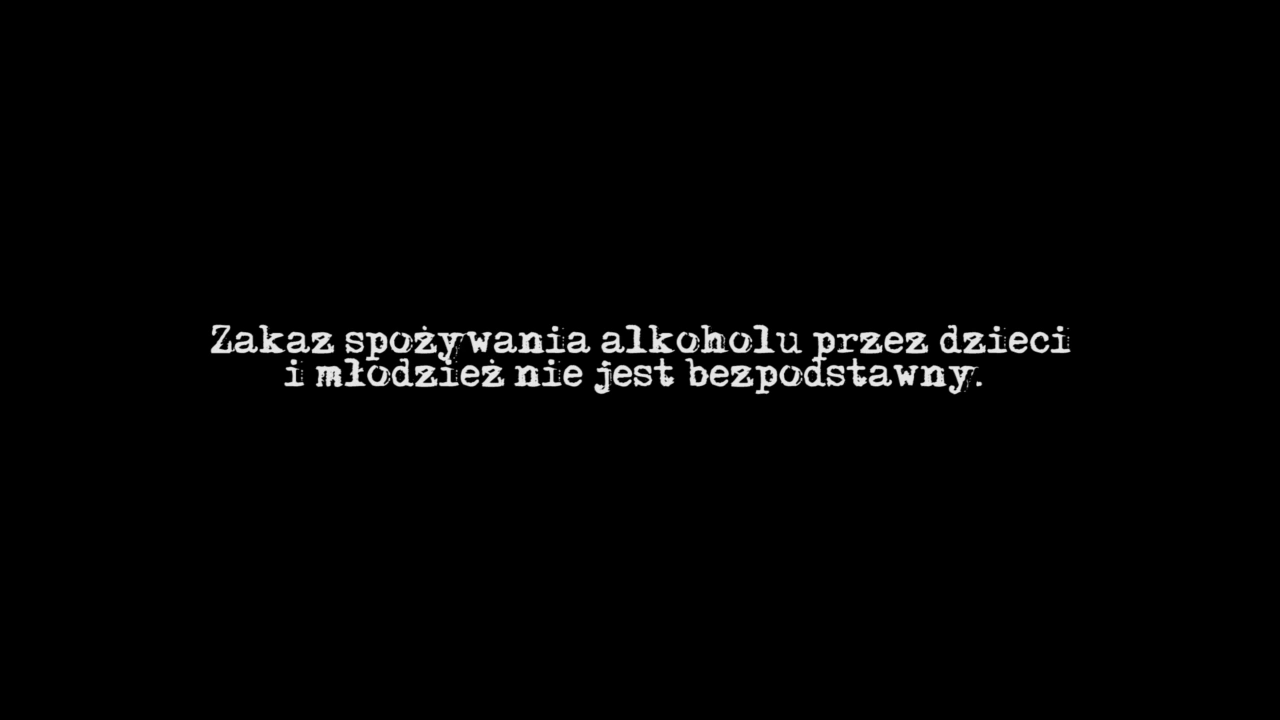 Zakaz spożywania alkoholu przez dzieci
i młodzież nie jest bezpodstawny.